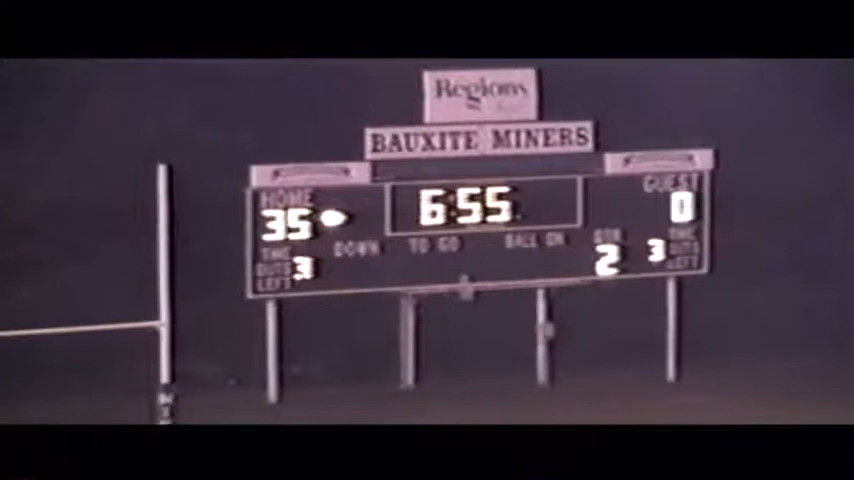 Regions
BAUXITE MINERS
HOME
GUEST
35
6:55
0
DOWN
TO GO
BALL ON
QTR
TIME
OUTS
LEFT
3
2
3
TIME
OUTS
LEFT